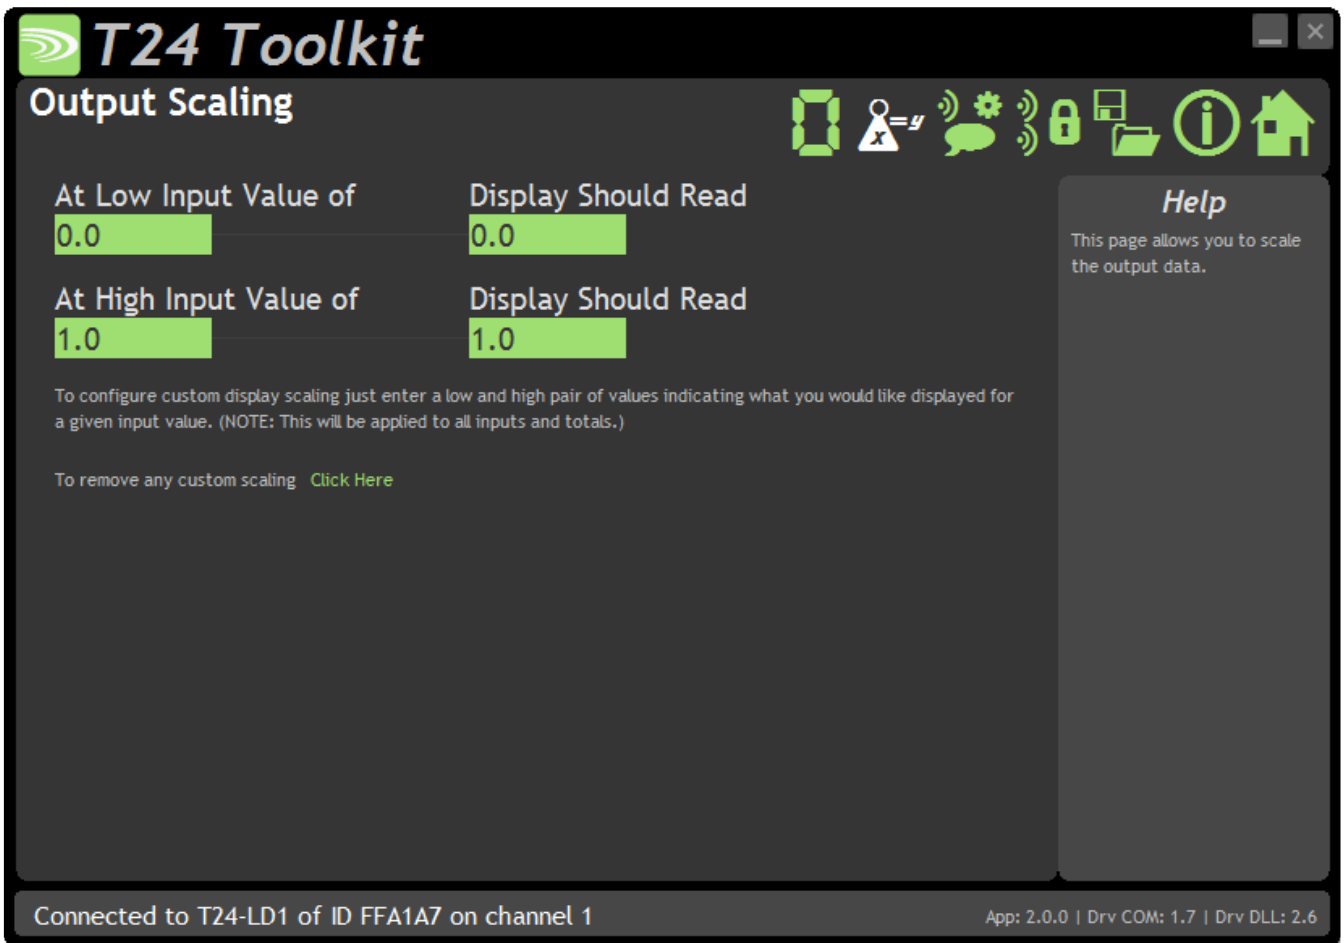 T24 Toolkit
Output Scaling
x=y
At Low Input Value of
Display Should Read
0.0
0.0
At High Input Value of
Display Should Read
1.0
1.0
To configure custom display scaling just enter a low and high pair of values indicating what you would like displayed for
a given input value. (NOTE: This will be applied to all inputs and totals.)
To remove any custom scaling Click Here
Help
This page allows you to scale
the output data.
Connected to T24-LD1 of ID FFA1A7 on channel 1
App: 2.0.0 | Drv COM: 1.7 | Drv DLL: 2.6